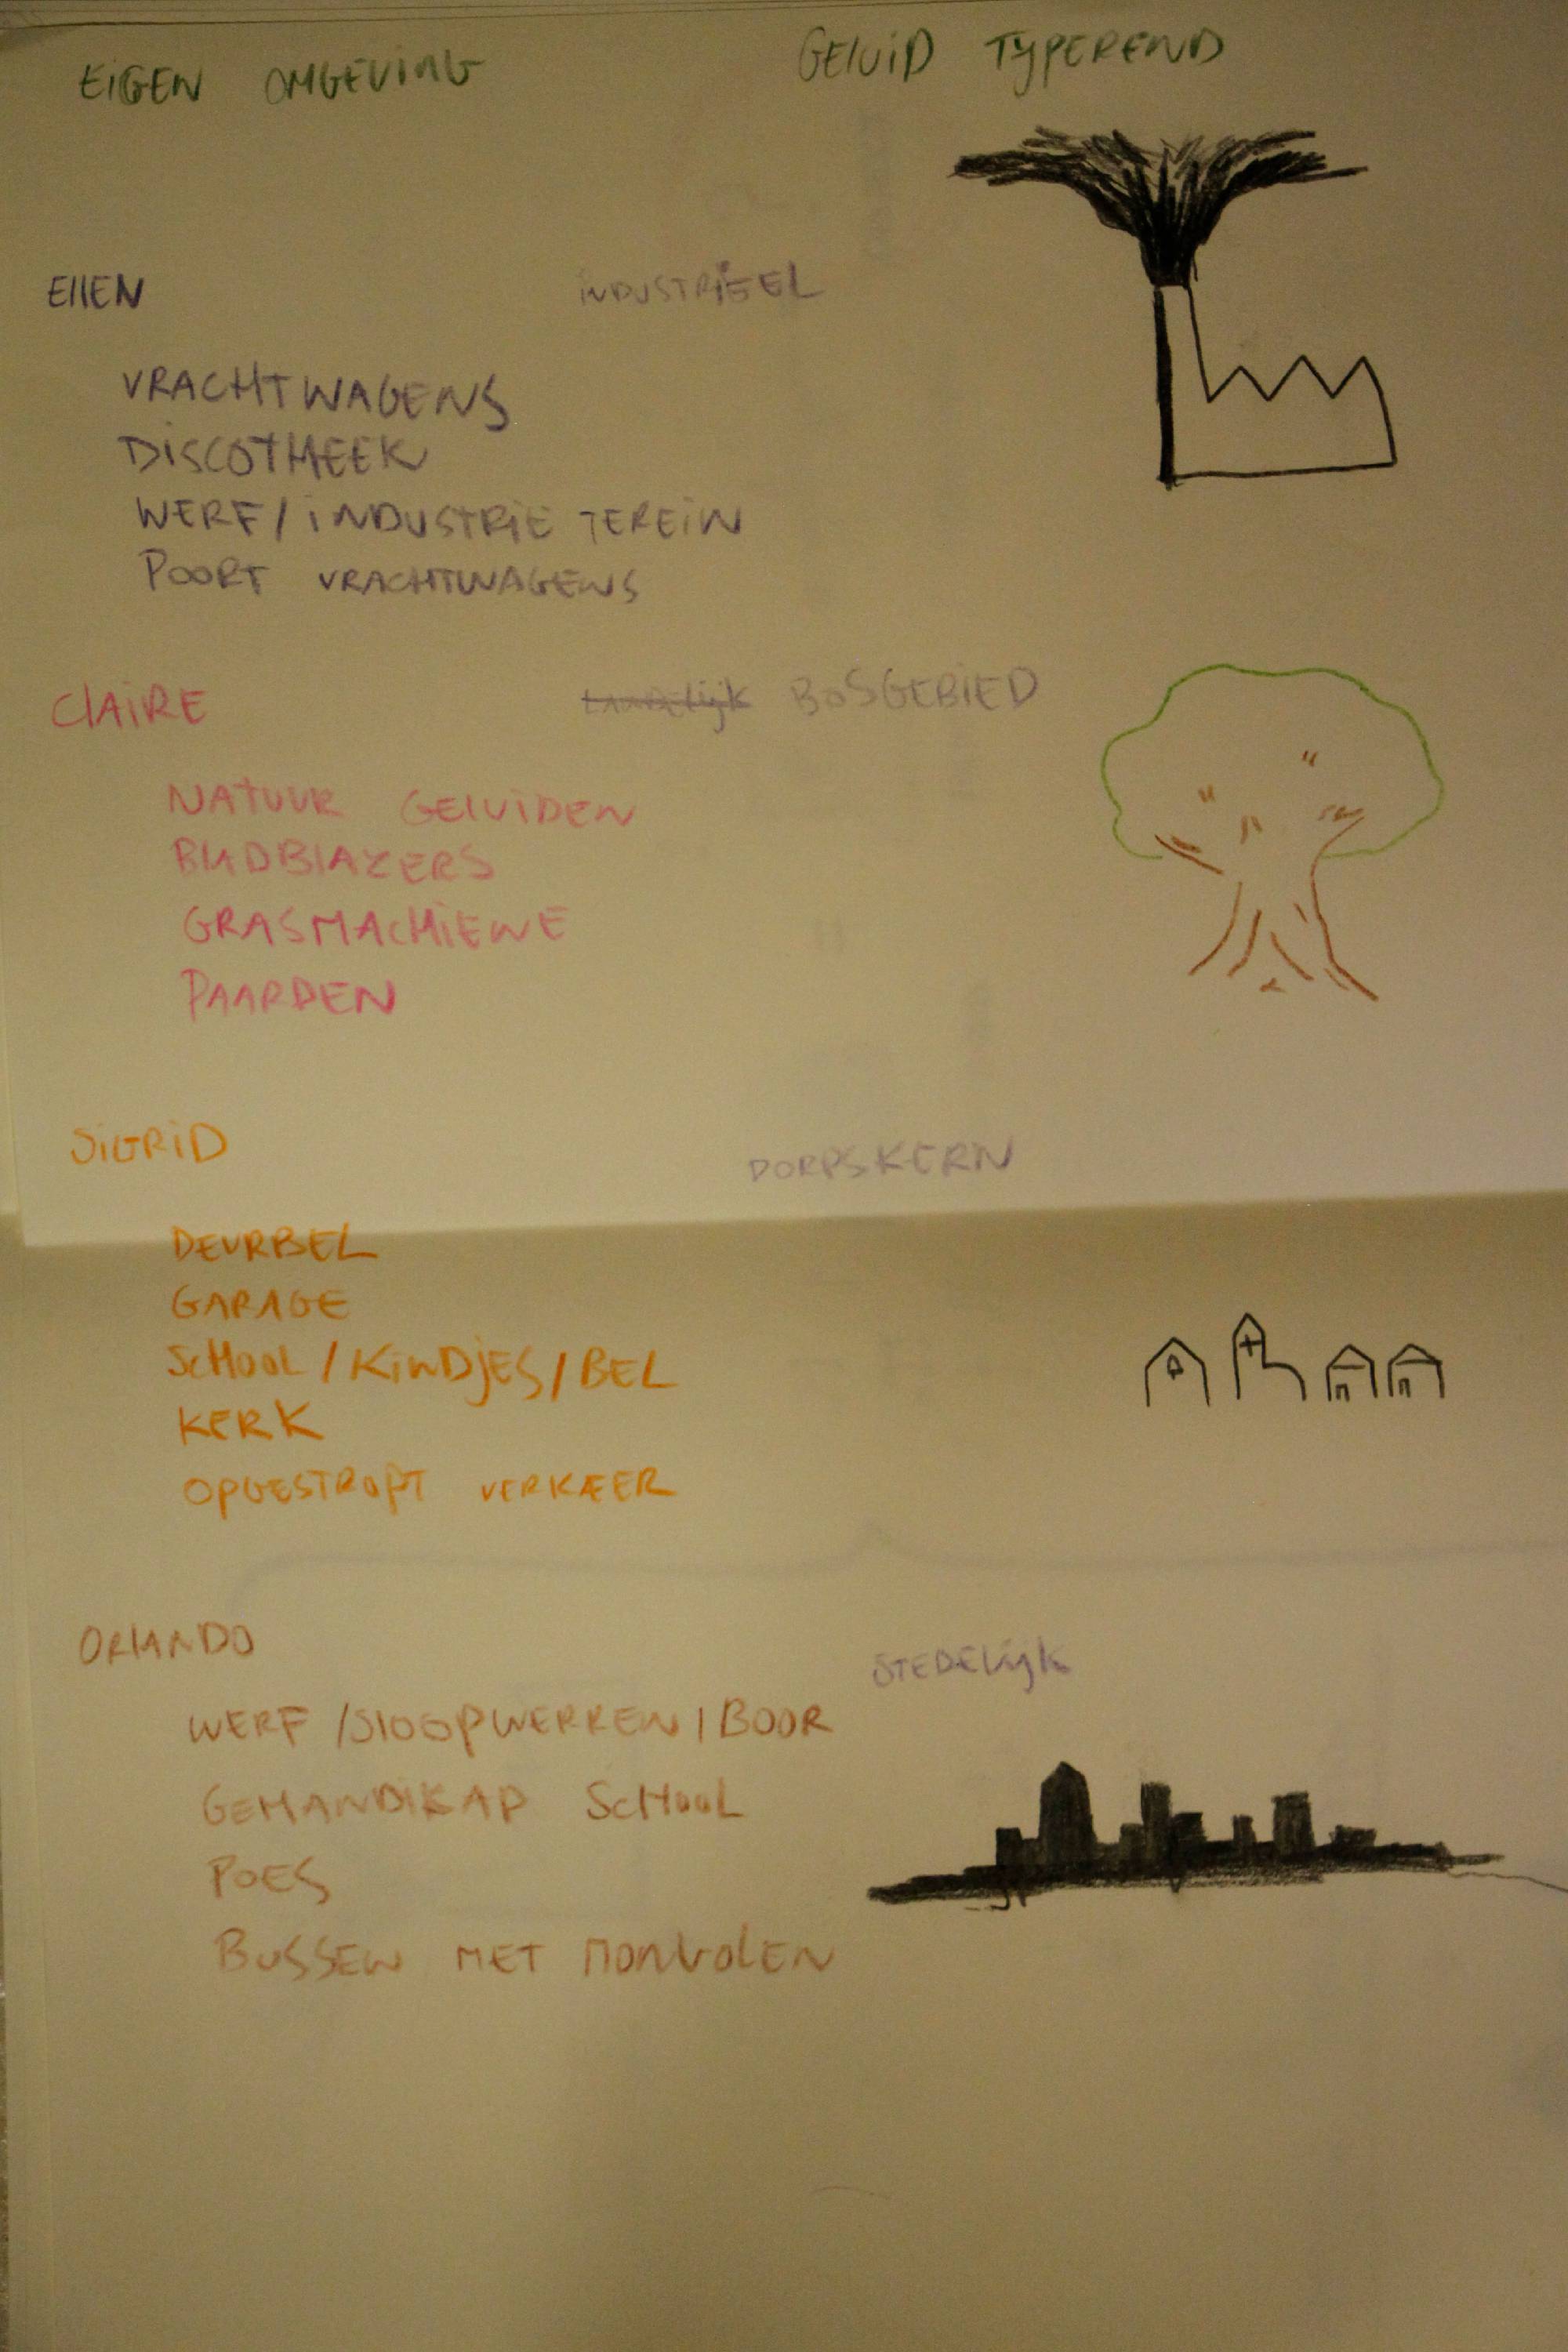 EIGEN OMGEVING
GELUID TYPEREND
ELLEN
INDUSTRIEEL
VRACHTWAGENS
DISCOTHEEK
WERF/INDUSTRIE TEREIN
POORT VRACHTWAGENS
CLAIRE
LANDELIJK BOSGEBIED
NATUUR GELUIDEN
BLADBLAZERS
GRASMACHIENE
PAARDEN
SIGRID
DORPSKERN
DEURBEL
GARAGE
SCHOOL/KINDJES/BEL
KERK
OPGESTROPT VERKEER
ORLANDO
STEDELIJK
WERF/SLOOPWERKEN/BOOR
GEHANDIKAP SCHOOL
POES
BUSSEN MET